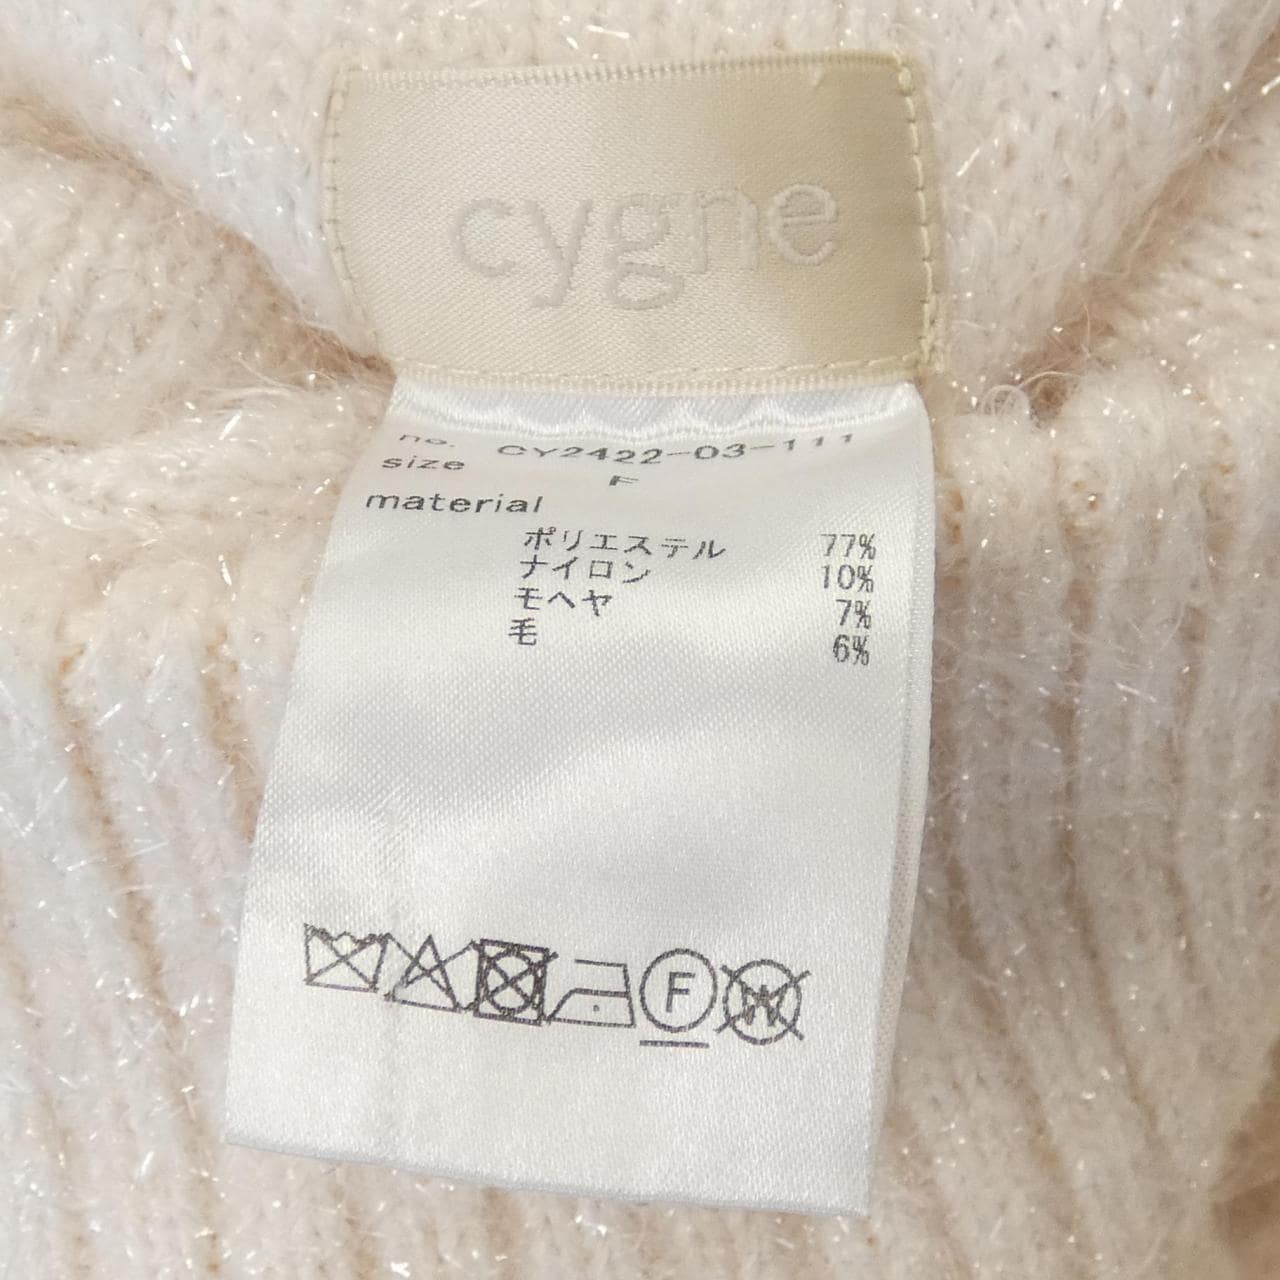 cygne
no. CY2422-03-111
size F
material
ポリエステル 77%
ナイロン 10%
モヘヤ 7%
毛 6%
F W